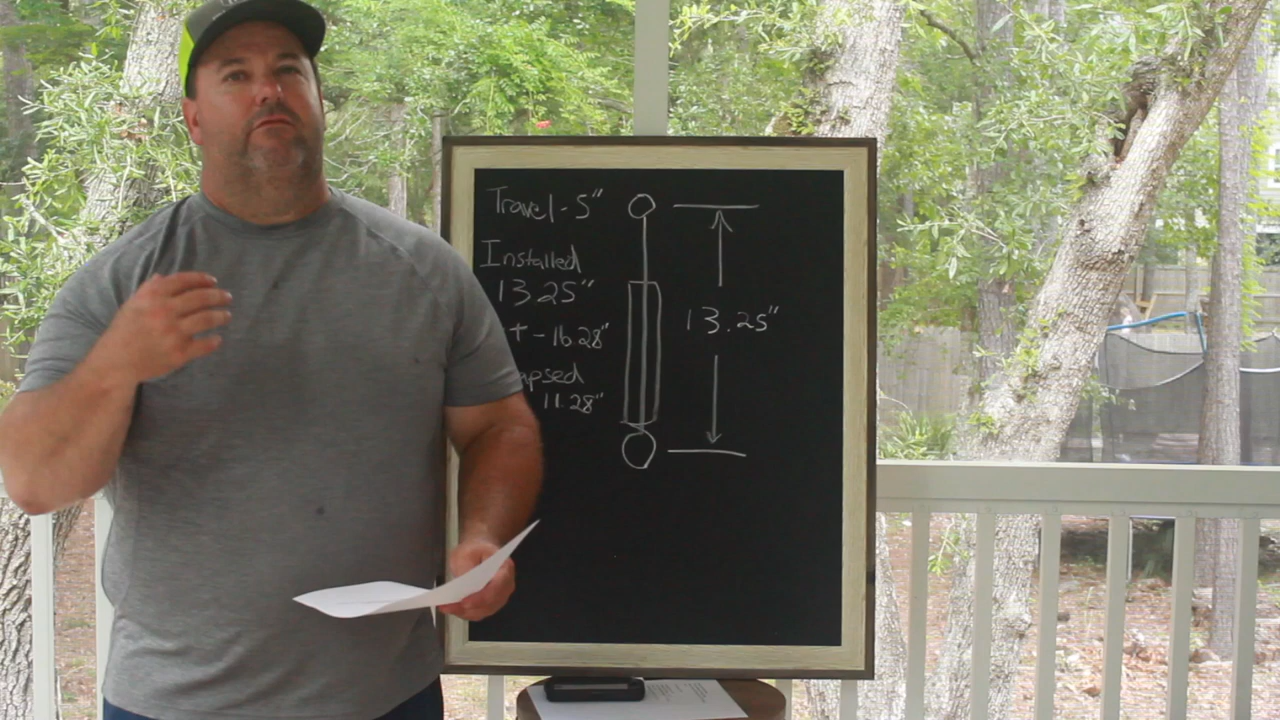 Travel - 5"
Installed
13.25"
t - 16.28"
apsed
11.28"
13.25"